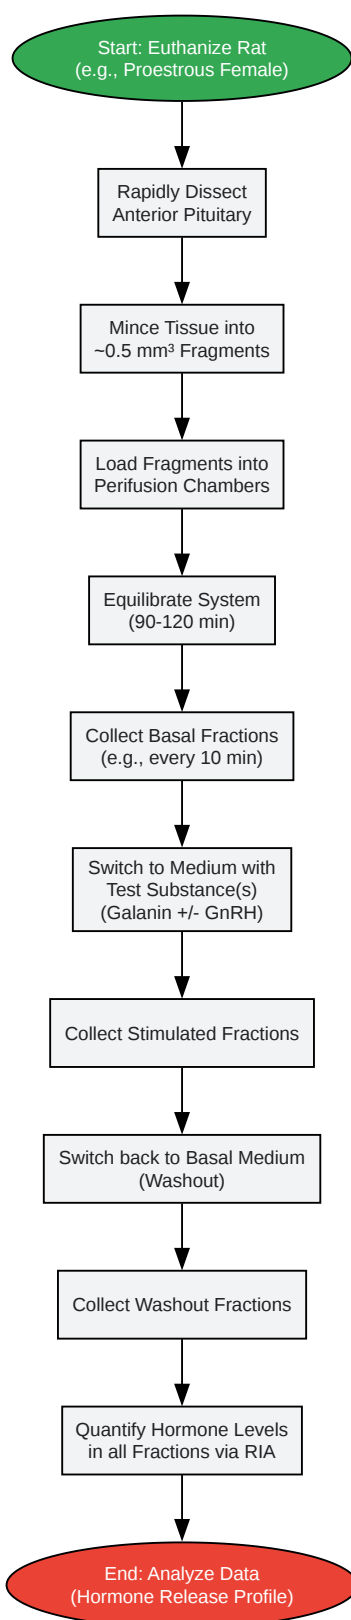 Start: Euthanize Rat
(e.g., Proestrous Female)
Rapidly Dissect
Anterior Pituitary
Mince Tissue into
~0.5 mm³ Fragments
Load Fragments into
Perifusion Chambers
Equilibrate System
(90-120 min)
Collect Basal Fractions
(e.g., every 10 min)
Switch to Medium with
Test Substance(s)
(Galanin +/- GnRH)
Collect Stimulated Fractions
Switch back to Basal Medium
(Washout)
Collect Washout Fractions
Quantify Hormone Levels
in all Fractions via RIA
End: Analyze Data
(Hormone Release Profile)